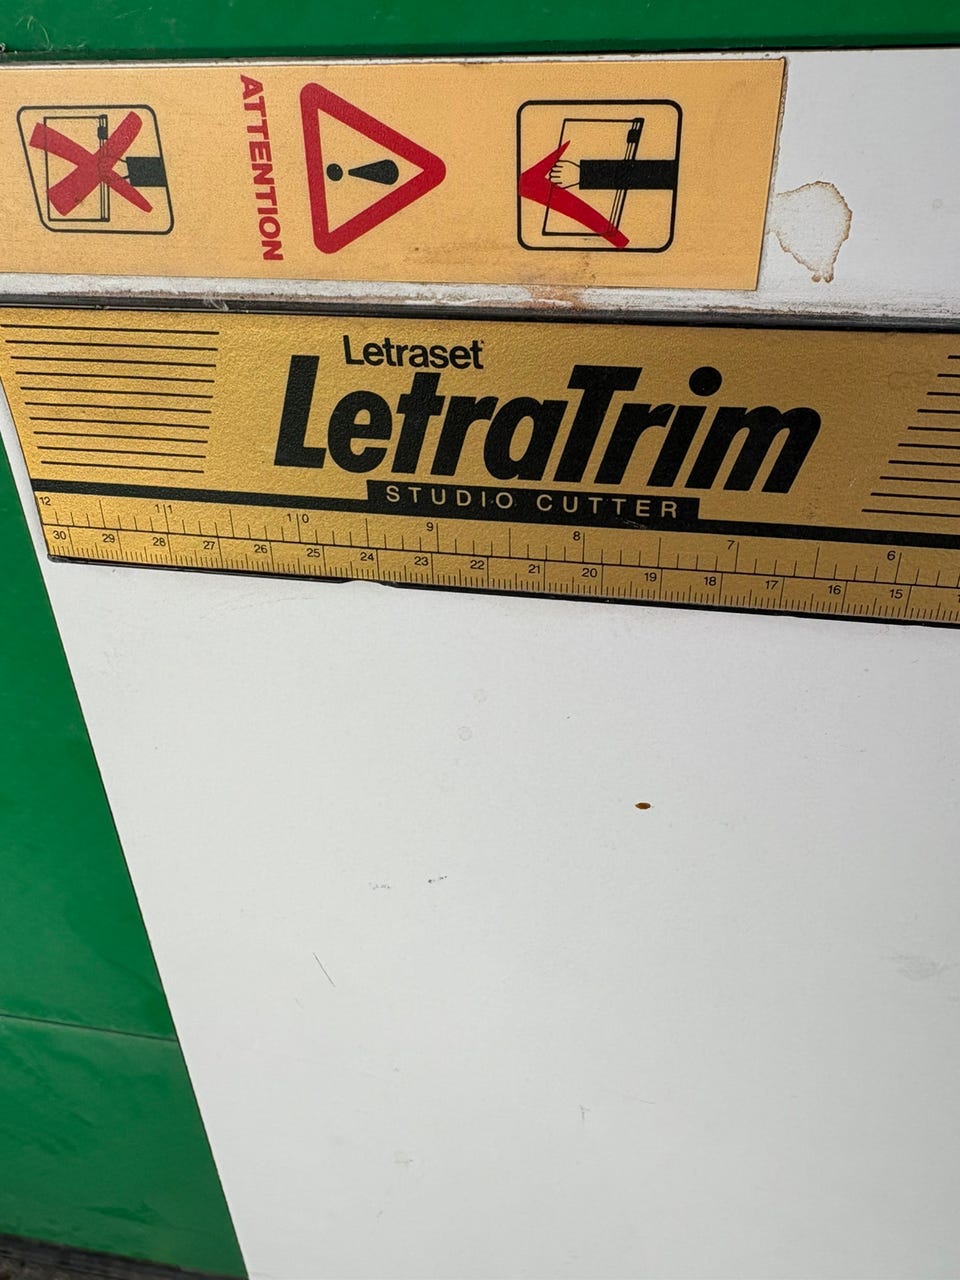 ATTENTION
Letraset
LetraTrim
STUDIO CUTTER
12 11 10 9 8 7 6
30 29 28 27 26 25 24 23 22 21 20 19 18 17 16 15